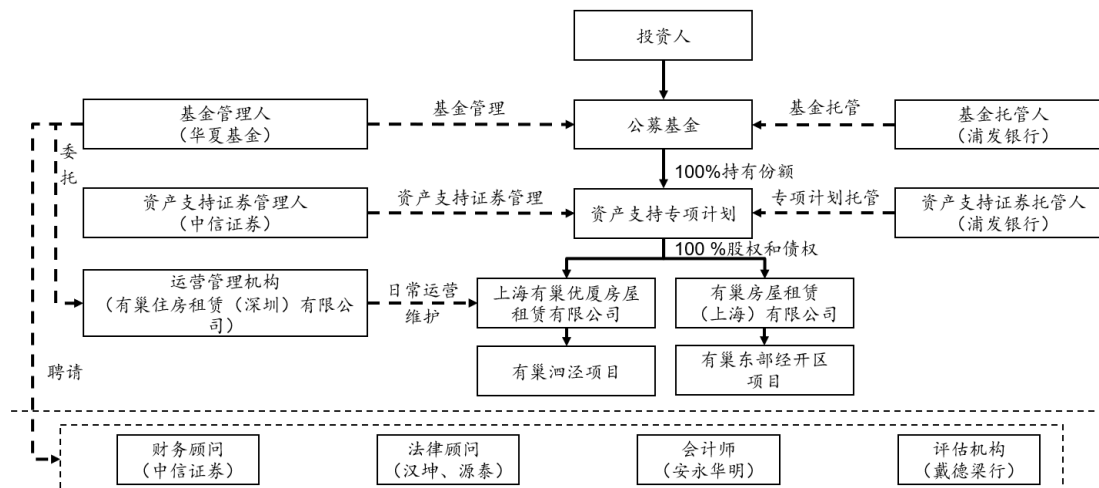 投资人
基金管理人
（华夏基金）
基金管理
公募基金
基金托管
基金托管人
（浦发银行）
委
托
100%持有份额
资产支持证券管理人
（中信证券）
资产支持证券管理
资产支持专项计划
专项计划托管
资产支持证券托管人
（浦发银行）
100 %股权和债权
运营管理机构
（有巢住房租赁（深圳）有限公
司）
日常运营
维护
上海有巢优厦房屋
租赁有限公司
有巢房屋租赁
（上海）有限公司
聘请
有巢泗泾项目
有巢东部经开区
项目
财务顾问
（中信证券）
法律顾问
（汉坤、源泰）
会计师
（安永华明）
评估机构
（戴德梁行）